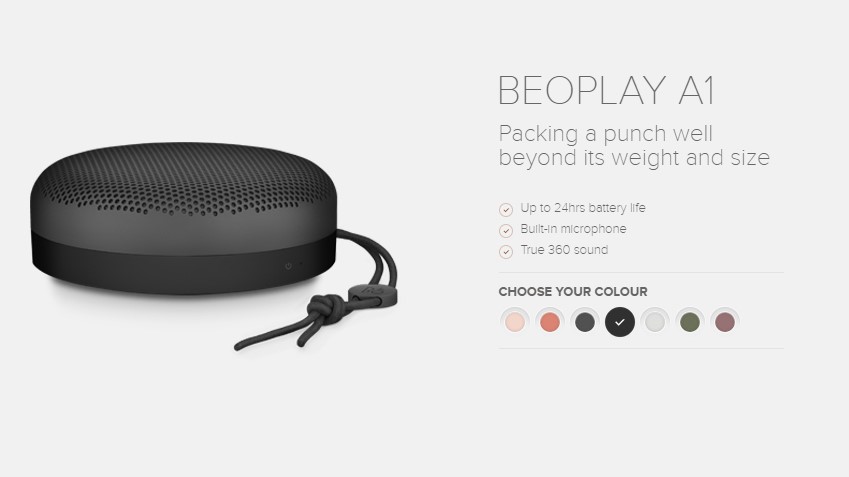 BEOPLAY A1
Packing a punch well
beyond its weight and size
Up to 24hrs battery life
Built-in microphone
True 360 sound
CHOOSE YOUR COLOUR